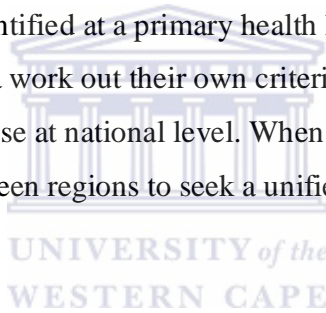 ntified at a primary health
work out their own criteri
se at national level. When
een regions to seek a unifie
UNIVERSITY of the
WESTERN CAPE